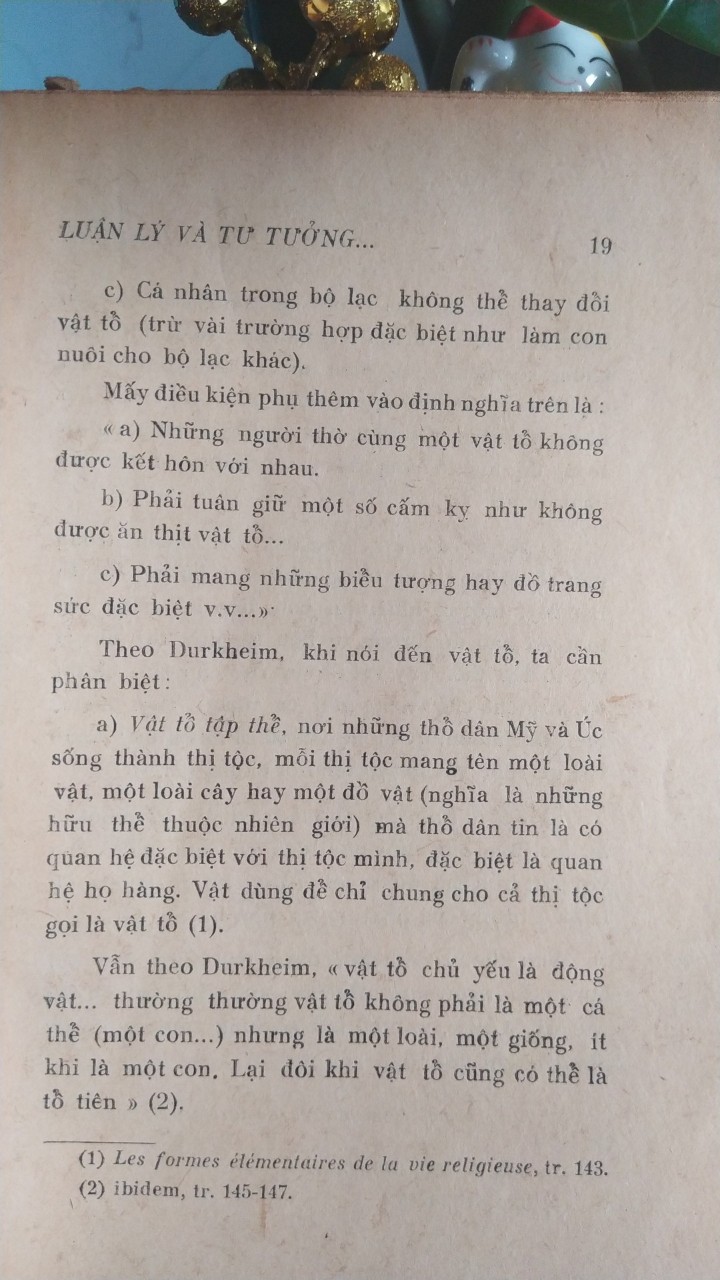 LUẬN LÝ VÀ TƯ TƯỞNG... 19
c) Cá nhân trong bộ lạc không thể thay đổi
vật tổ (trừ vài trường hợp đặc biệt như làm con
nuôi cho bộ lạc khác).
Mấy điều kiện phụ thêm vào định nghĩa trên là :
« a) Những người thờ cùng một vật tổ không
được kết hôn với nhau.
b) Phải tuân giữ một số cấm kỵ như không
được ăn thịt vật tổ...
c) Phải mang những biểu tượng hay đồ trang
sức đặc biệt v.v...»
Theo Durkheim, khi nói đến vật tổ, ta cần
phân biệt :
a) Vật tổ tập thể, nơi những thổ dân Mỹ và Úc
sống thành thị tộc, mỗi thị tộc mang tên một loài
vật, một loài cây hay một đồ vật (nghĩa là những
hữu thể thuộc nhiên giới) mà thổ dân tin là có
quan hệ đặc biệt với thị tộc mình, đặc biệt là quan
hệ họ hàng. Vật dùng để chỉ chung cho cả thị tộc
gọi là vật tổ (1).
Vẫn theo Durkheim, « vật tổ chủ yếu là động
vật... thường thường vật tổ không phải là một cá
thể (một con...) nhưng là một loài, một giống, ít
khi là một con. Lại đôi khi vật tổ cũng có thể là
tổ tiên » (2).
(1) Les formes élémentaires de la vie religieuse, tr. 143.
(2) ibidem, tr. 145-147.